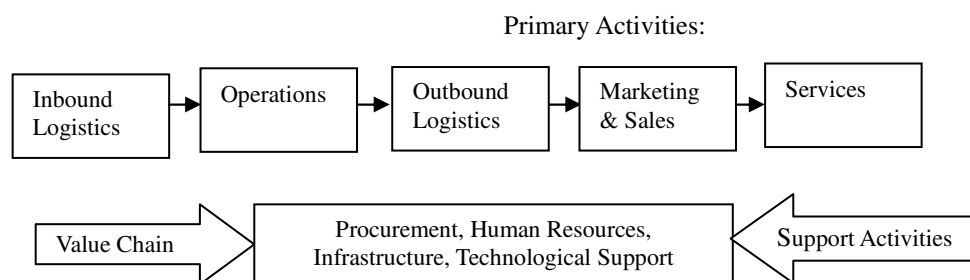 Primary Activities:
Inbound
Logistics
Operations
Outbound
Logistics
Marketing
& Sales
Services
Value Chain
Procurement, Human Resources,
Infrastructure, Technological Support
Support Activities